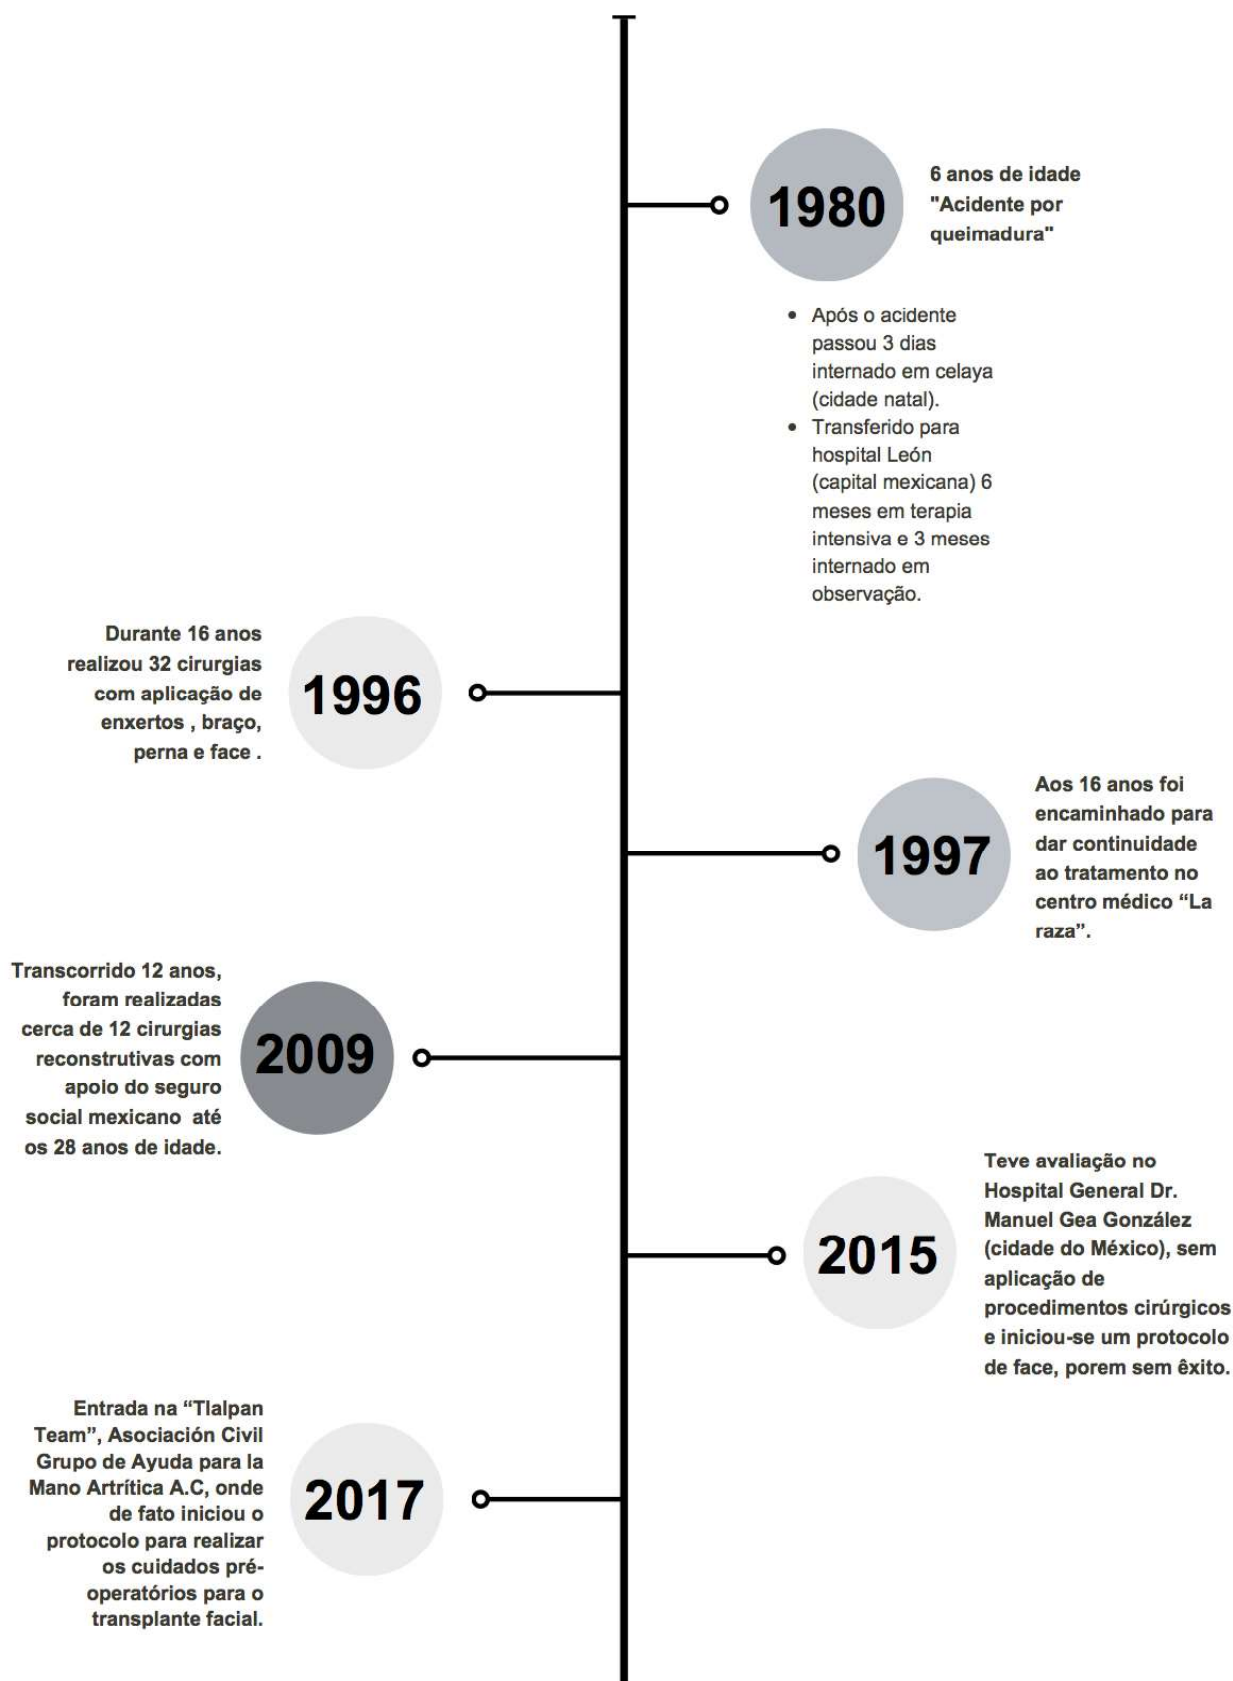 1980
6 anos de idade
"Acidente por
queimadura"
• Após o acidente
passou 3 dias
internado em celaya
(cidade natal).
• Transferido para
hospital León
(capital mexicana) 6
meses em terapia
intensiva e 3 meses
internado em
observação.
Durante 16 anos
realizou 32 cirurgias
com aplicação de
enxertos , braço,
perna e face .
1996
1997
Aos 16 anos foi
encaminhado para
dar continuidade
ao tratamento no
centro médico “La
raza”.
Transcorrido 12 anos,
foram realizadas
cerca de 12 cirurgias
reconstrutivas com
apoio do seguro
social mexicano até
os 28 anos de idade.
2009
2015
Teve avaliação no
Hospital General Dr.
Manuel Gea González
(cidade do México), sem
aplicação de
procedimentos cirúrgicos
e iniciou-se um protocolo
de face, porem sem êxito.
Entrada na “Tlalpan
Team”, Asociación Civil
Grupo de Ayuda para la
Mano Artrítica A.C, onde
de fato iniciou o
protocolo para realizar
os cuidados pré-
operatórios para o
transplante facial.
2017